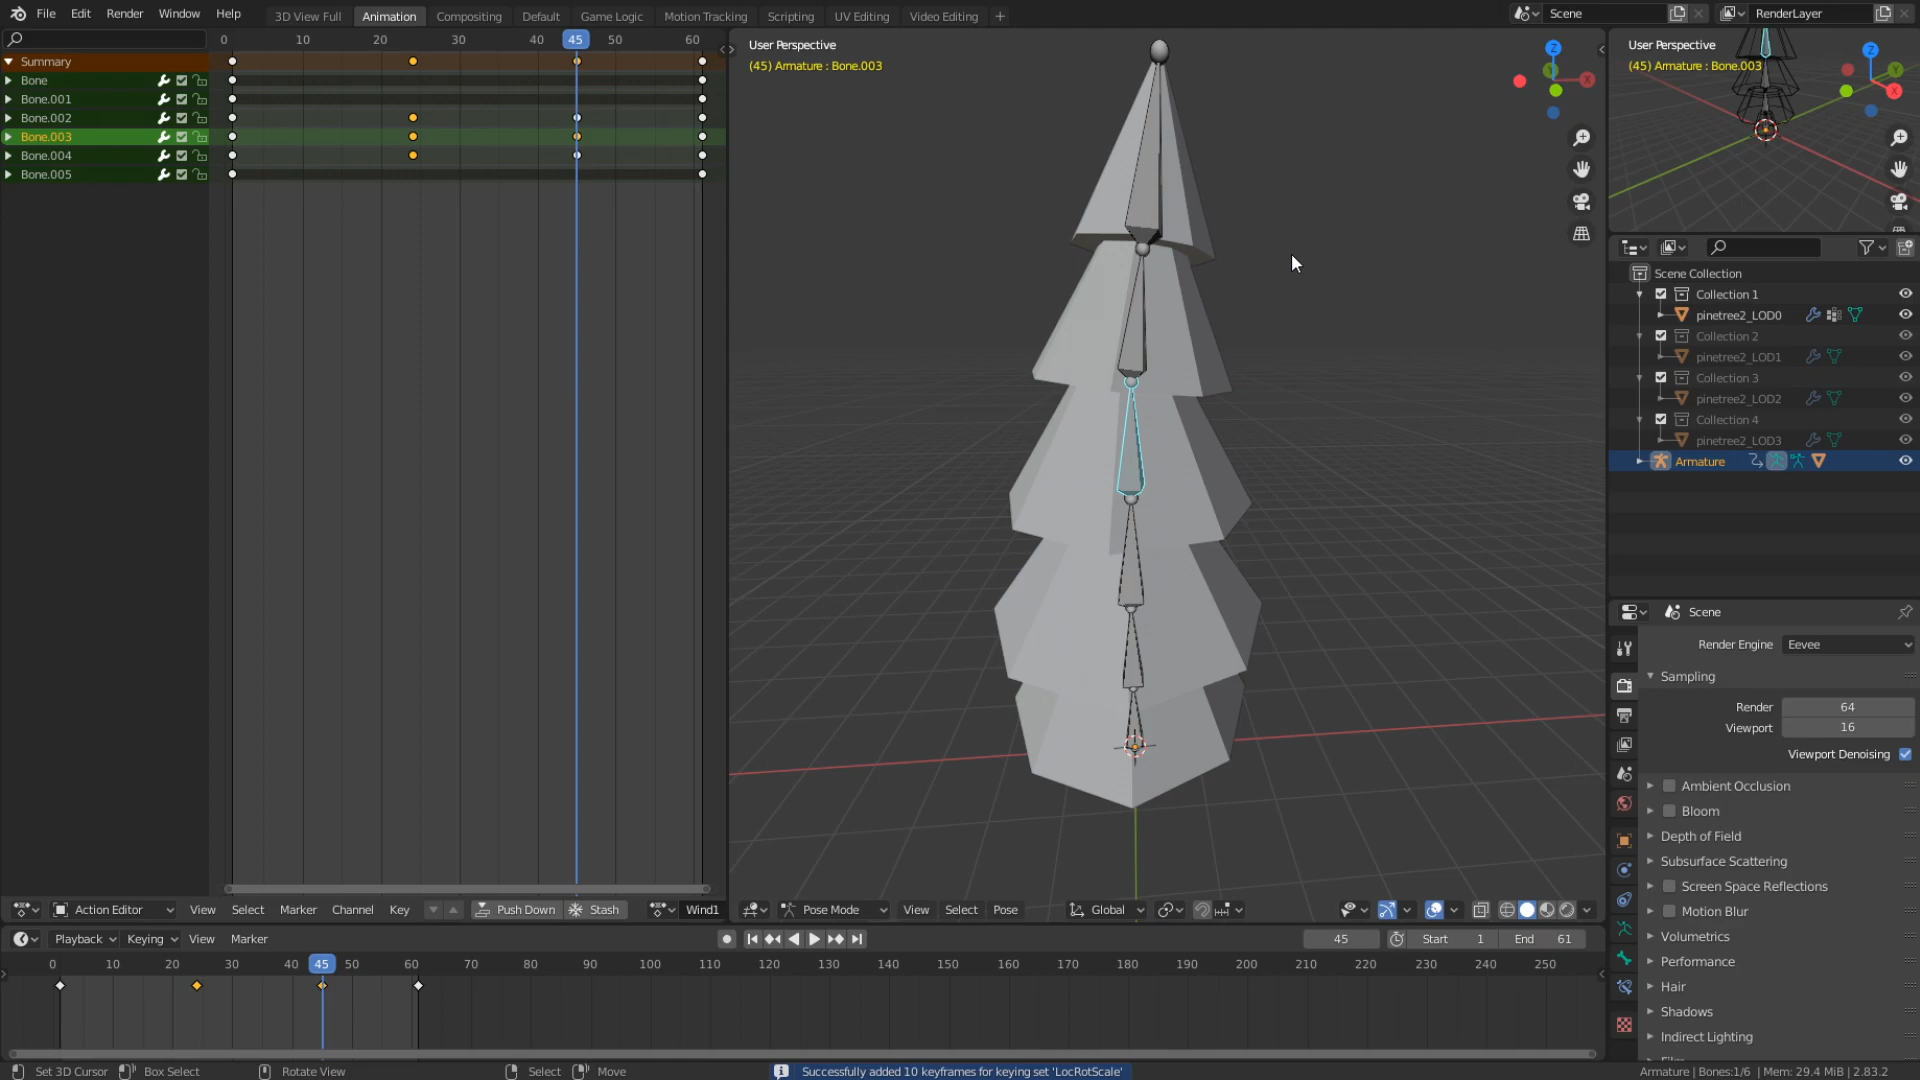 File Edit Render Window Help 3D View Full Animation Compositing Default Game Logic Motion Tracking Scripting UV Editing Video Editing + Scene RenderLayer
0 10 20 30 40 45 50 60
Summary
Bone
Bone.001
Bone.002
Bone.003
Bone.004
Bone.005
User Perspective
(45) Armature : Bone.003
Z
X
User Perspective
(45) Armature : Bone.003
Z
Y
X
Scene Collection
Collection 1
pinetree2_LOD0
Collection 2
pinetree2_LOD1
Collection 3
pinetree2_LOD2
Collection 4
pinetree2_LOD3
Armature
Scene
Render Engine Eevee
Sampling
Render 64
Viewport 16
Viewport Denoising
Ambient Occlusion
Bloom
Depth of Field
Subsurface Scattering
Screen Space Reflections
Motion Blur
Volumetrics
Performance
Hair
Shadows
Indirect Lighting
Action Editor View Select Marker Channel Key Push Down Stash Wind1
Pose Mode View Select Pose Global
Playback Keying View Marker 45 Start 1 End 61
0 10 20 30 40 45 50 60 70 80 90 100 110 120 130 140 150 160 170 180 190 200 210 220 230 240 250
Set 3D Cursor Box Select Rotate View Select Move Successfully added 10 keyframes for keying set 'LocRotScale' Armature | Bones:1/6 | Mem: 29.4 MiB | 2.83.2